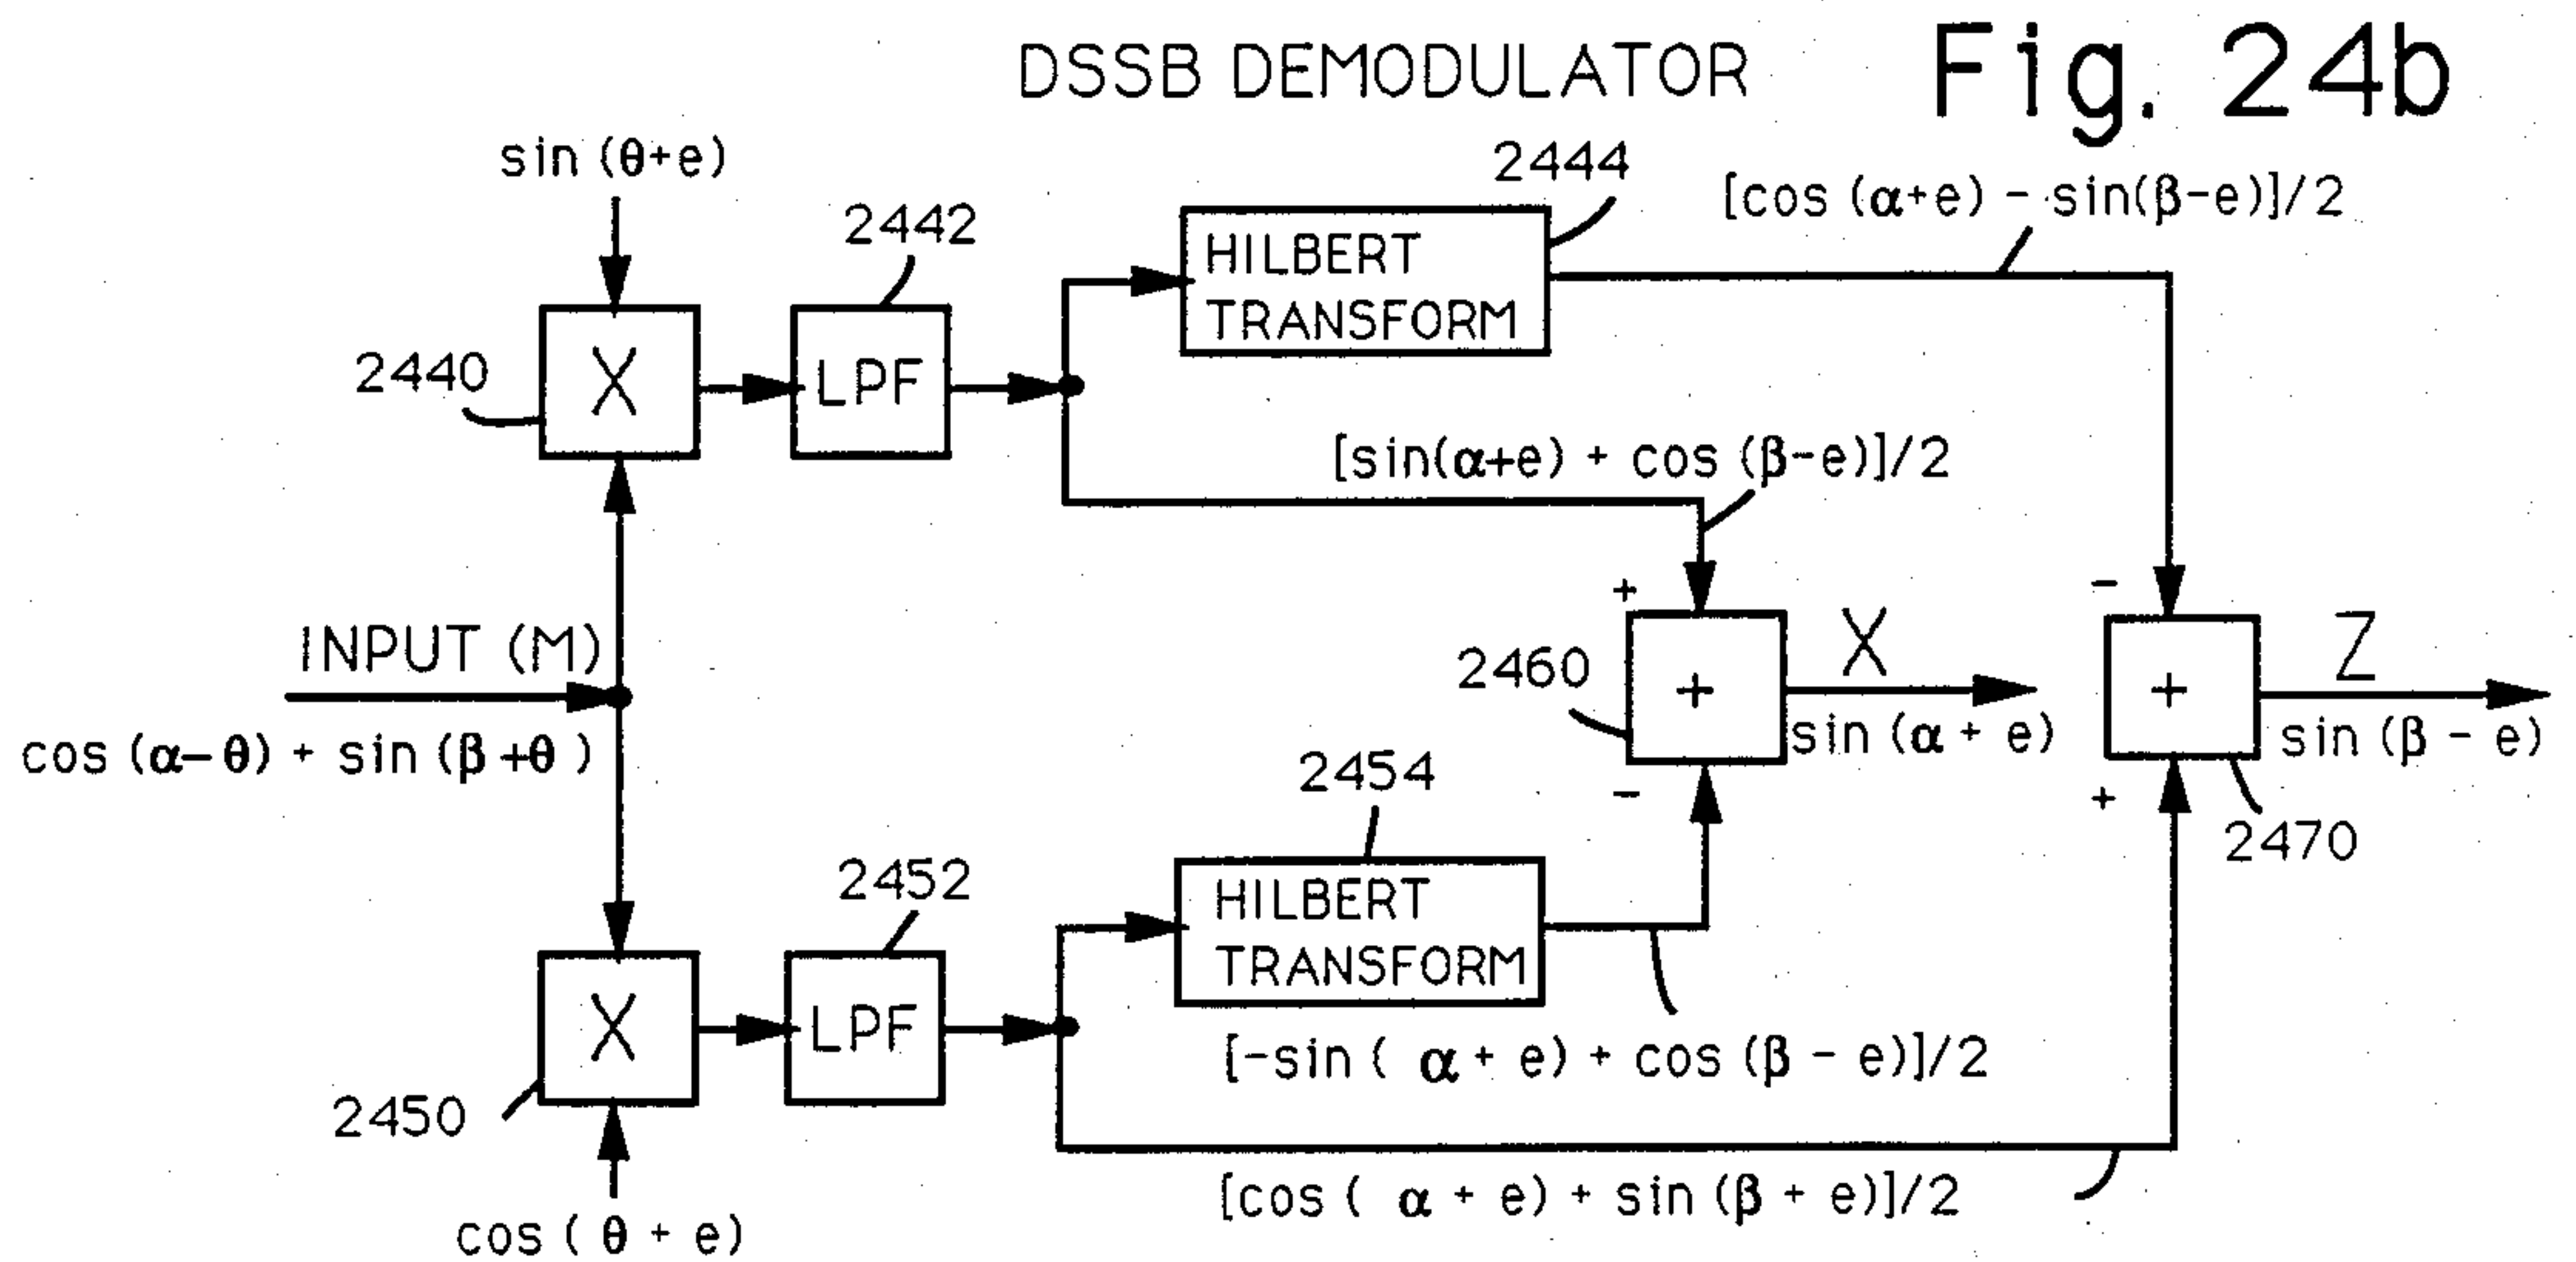 DSSB DEMODULATOR
Fig. 24b
sin (θ+e)
2444
[cos (α+e) - sin(β-e)]/2
2442
HILBERT
TRANSFORM
2440
X
LPF
[sin(α+e) + cos (β-e)]/2
+
-
INPUT (M)
2460
+
X
+
Z
cos (α-θ) + sin (β+θ)
sin (α + e)
sin (β - e)
2454
-
+
2470
2452
HILBERT
TRANSFORM
X
LPF
2450
[-sin ( α + e) + cos (β - e)]/2
[cos ( α + e) + sin (β + e)]/2
cos ( θ + e)